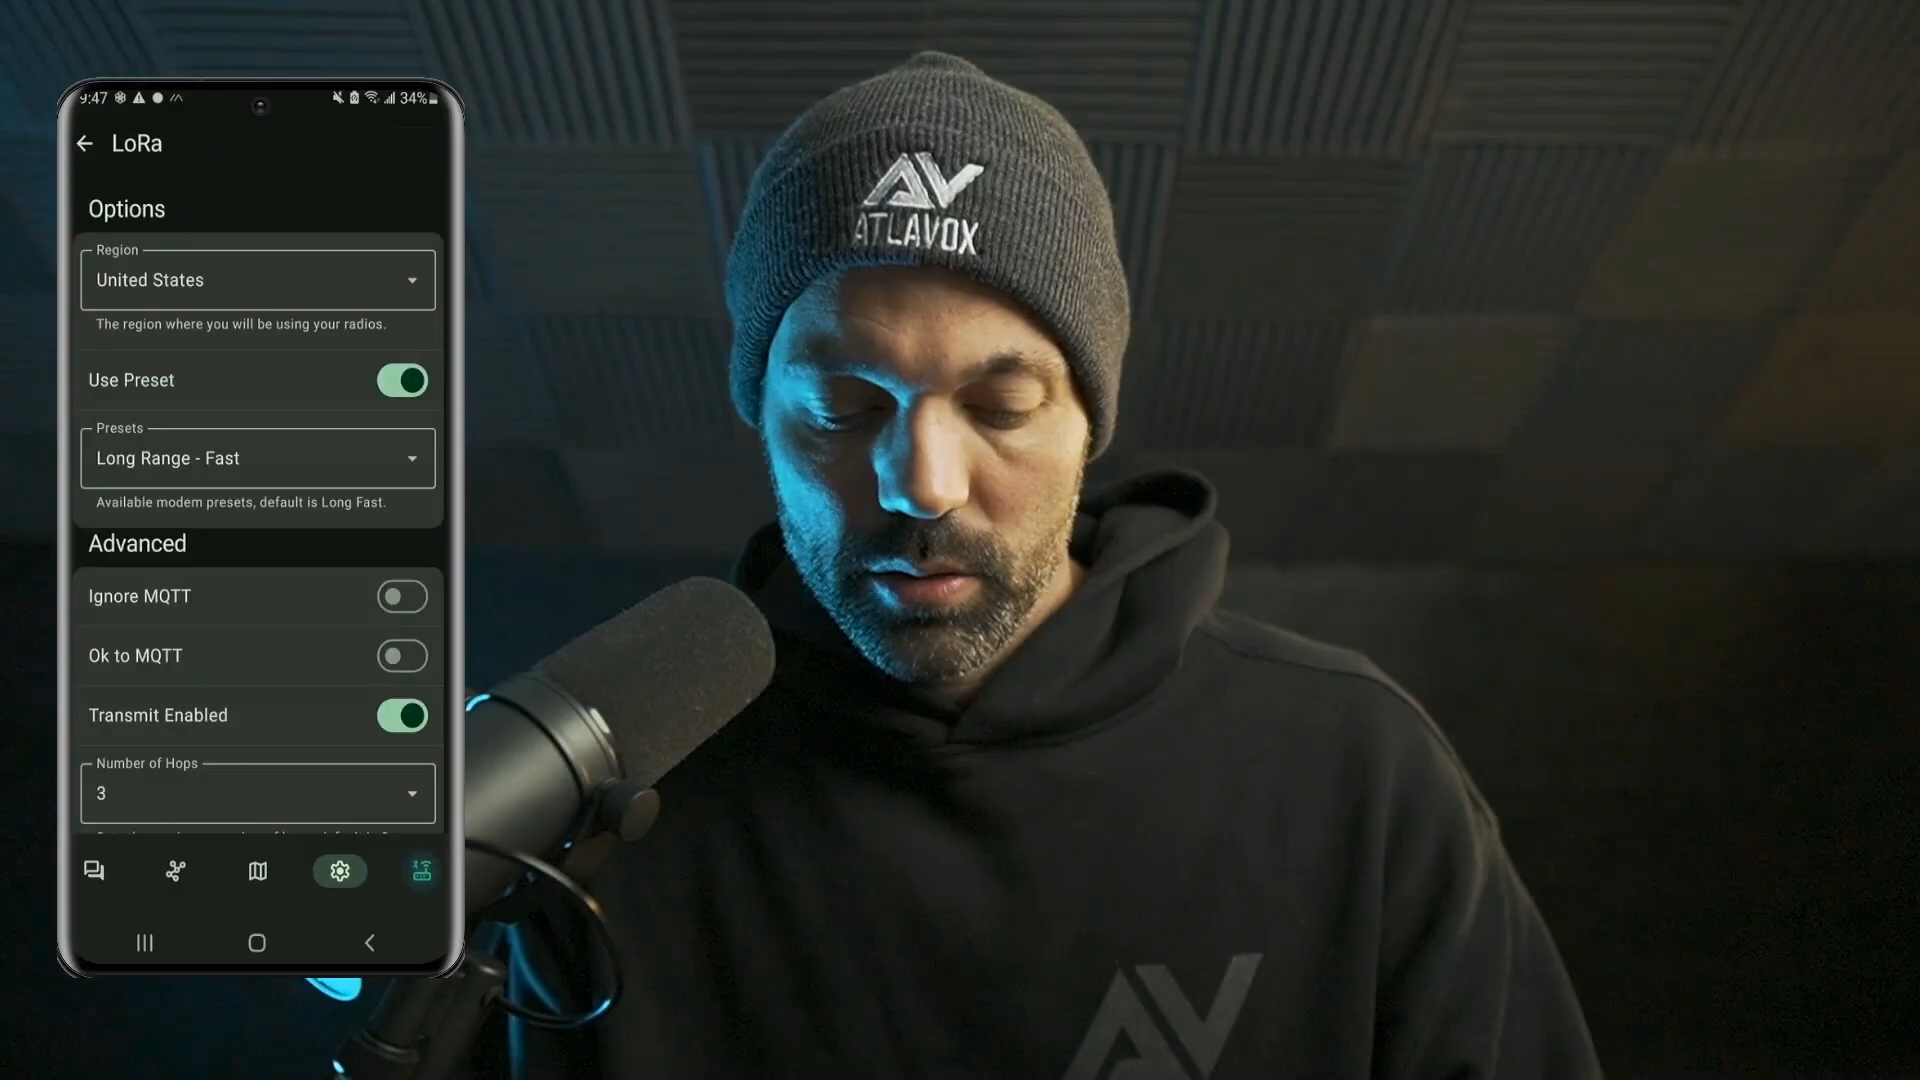 9:47
34%
LoRa
Options
Region
United States
The region where you will be using your radios.
Use Preset
Presets
Long Range - Fast
Available modem presets, default is Long Fast.
Advanced
Ignore MQTT
Ok to MQTT
Transmit Enabled
Number of Hops
3
AV
ATLAVOX
AV